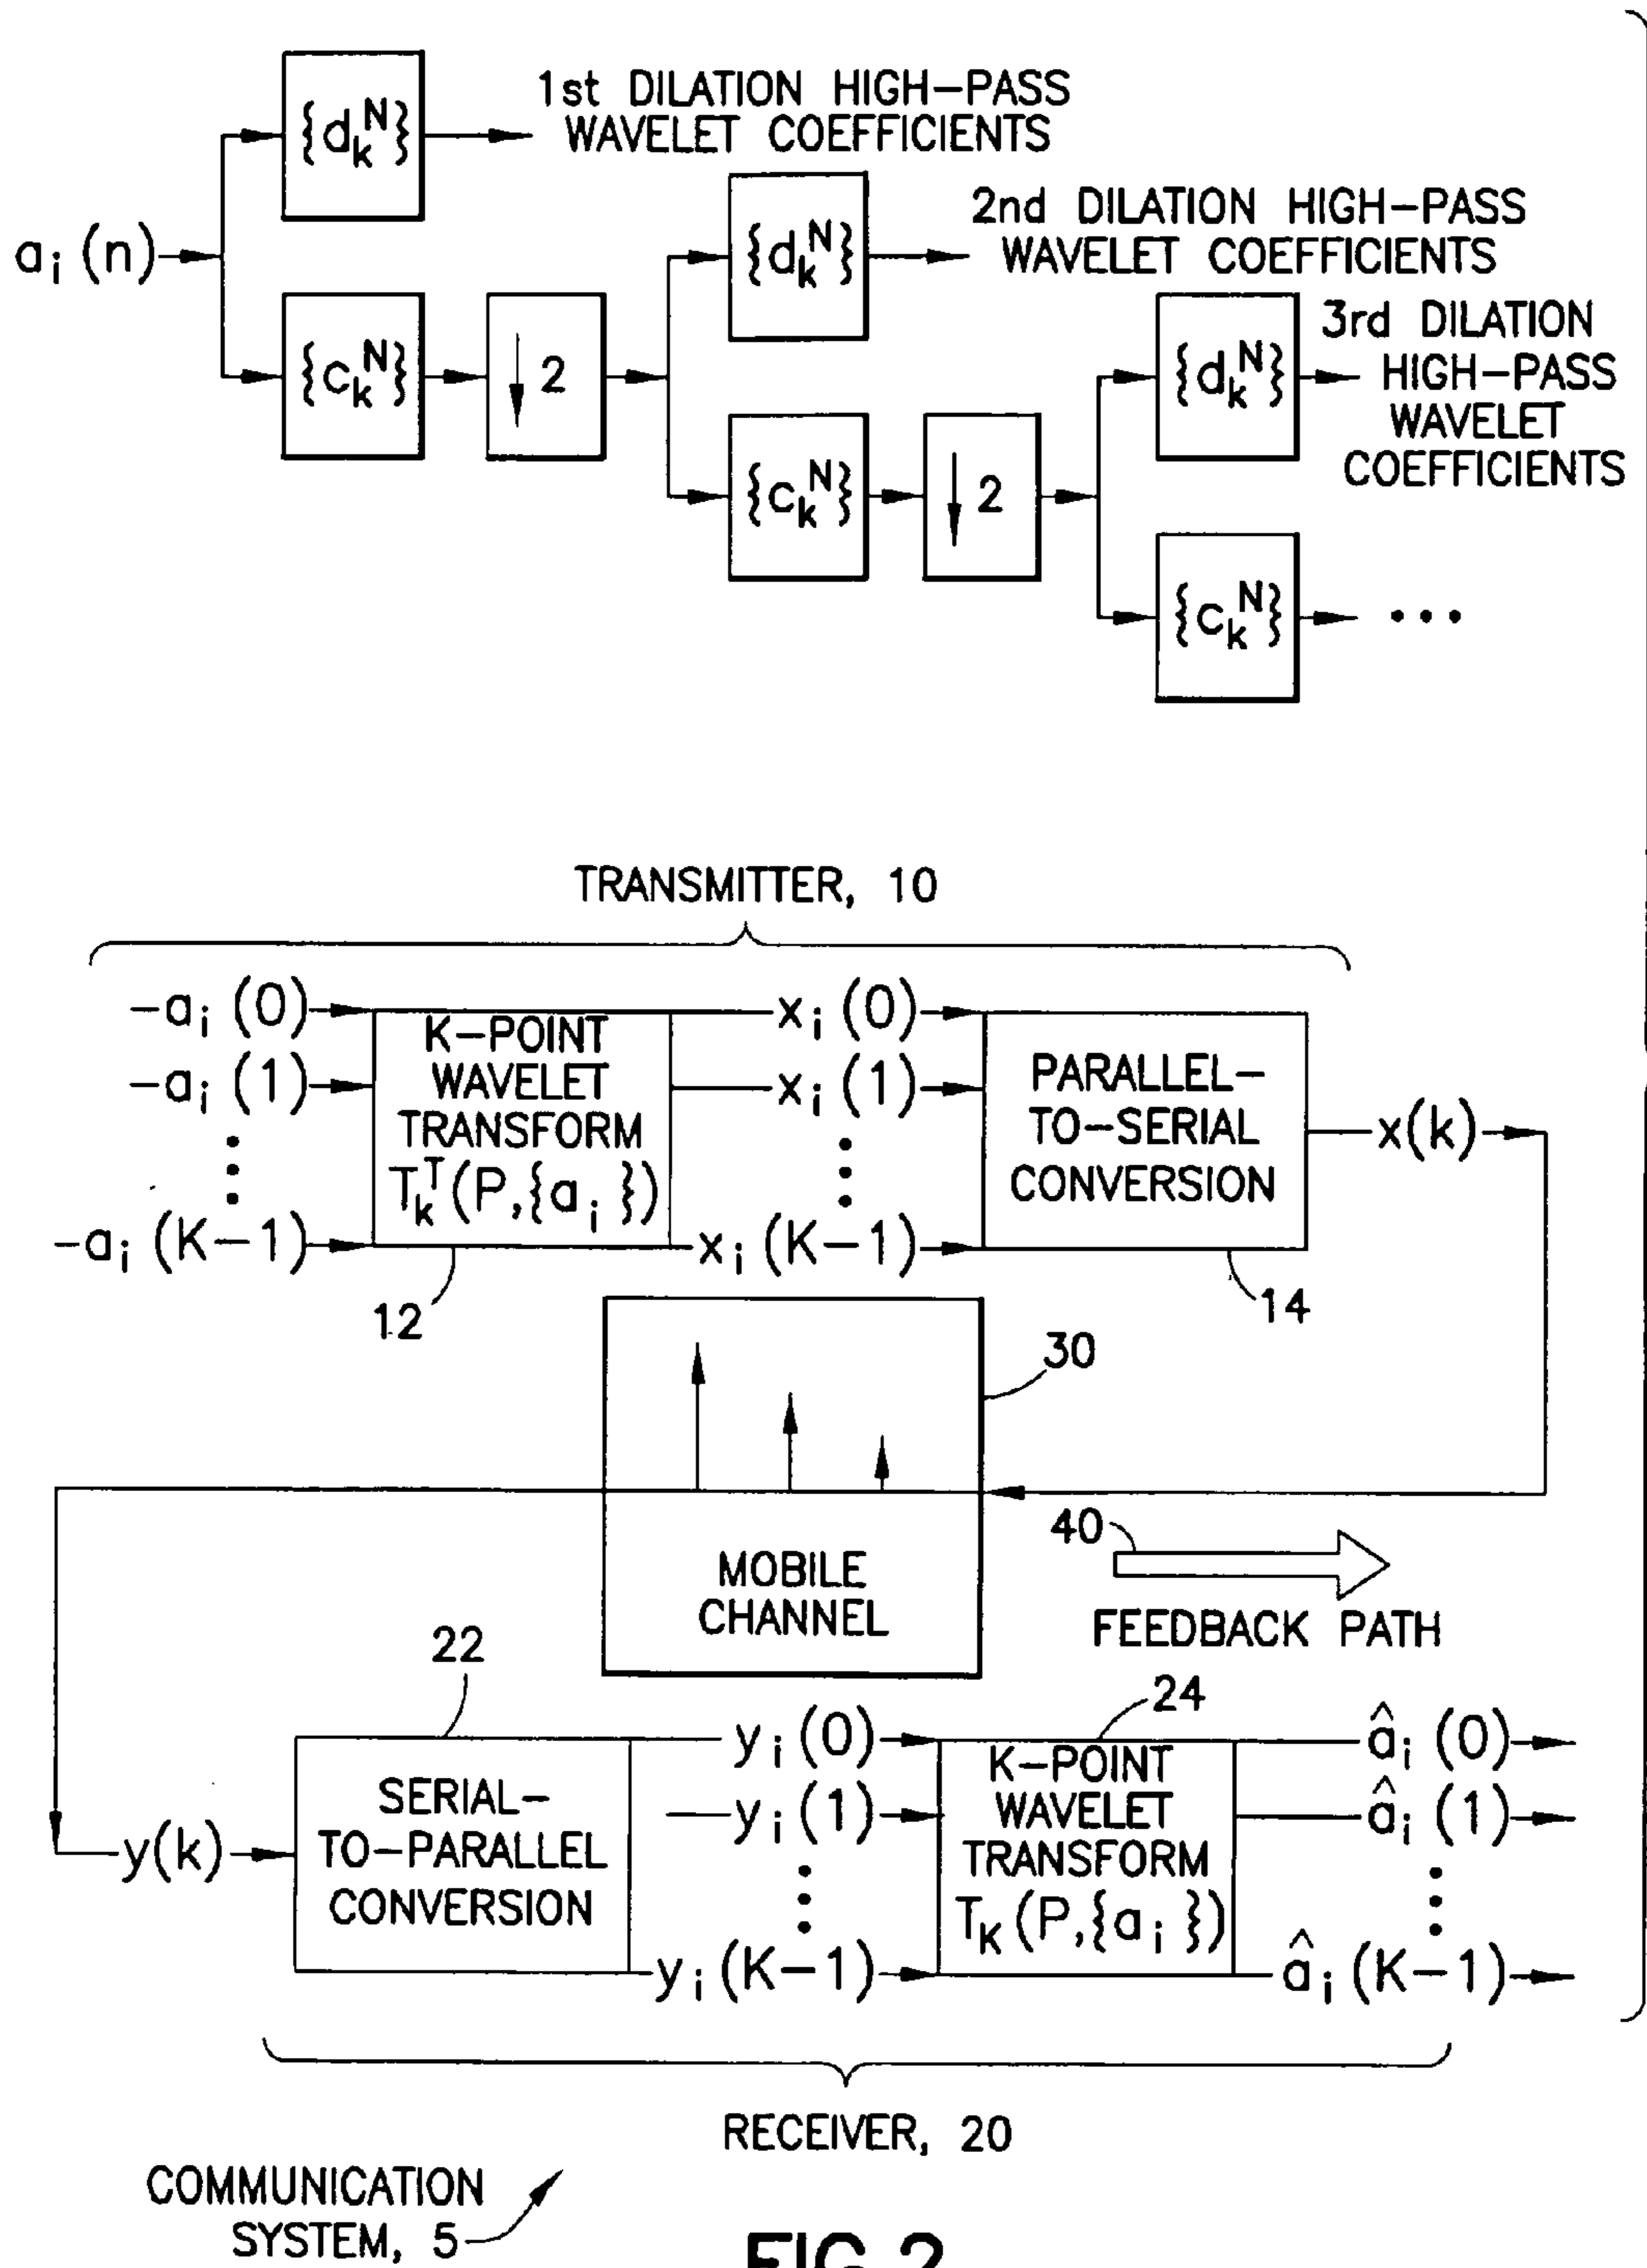 {d_k^N}
1st DILATION HIGH-PASS
WAVELET COEFFICIENTS
a_i (n)
{d_k^N}
2nd DILATION HIGH-PASS
WAVELET COEFFICIENTS
{c_k^N}
↓ 2
{d_k^N}
3rd DILATION
HIGH-PASS
WAVELET
COEFFICIENTS
{c_k^N}
↓ 2
{c_k^N}
• • •
TRANSMITTER, 10
-a_i (0)
-a_i (1)
-a_i (K-1)
K-POINT
WAVELET
TRANSFORM
T_k^T (P, {a_i})
12
x_i (0)
x_i (1)
x_i (K-1)
PARALLEL-
TO-SERIAL
CONVERSION
14
x(k)
30
MOBILE
CHANNEL
40
FEEDBACK PATH
22
y(k)
SERIAL-
TO-PARALLEL
CONVERSION
y_i (0)
y_i (1)
y_i (K-1)
24
K-POINT
WAVELET
TRANSFORM
T_K (P, {a_i})
â_i (0)
â_i (1)
â_i (K-1)
RECEIVER, 20
COMMUNICATION
SYSTEM, 5
FIG.2